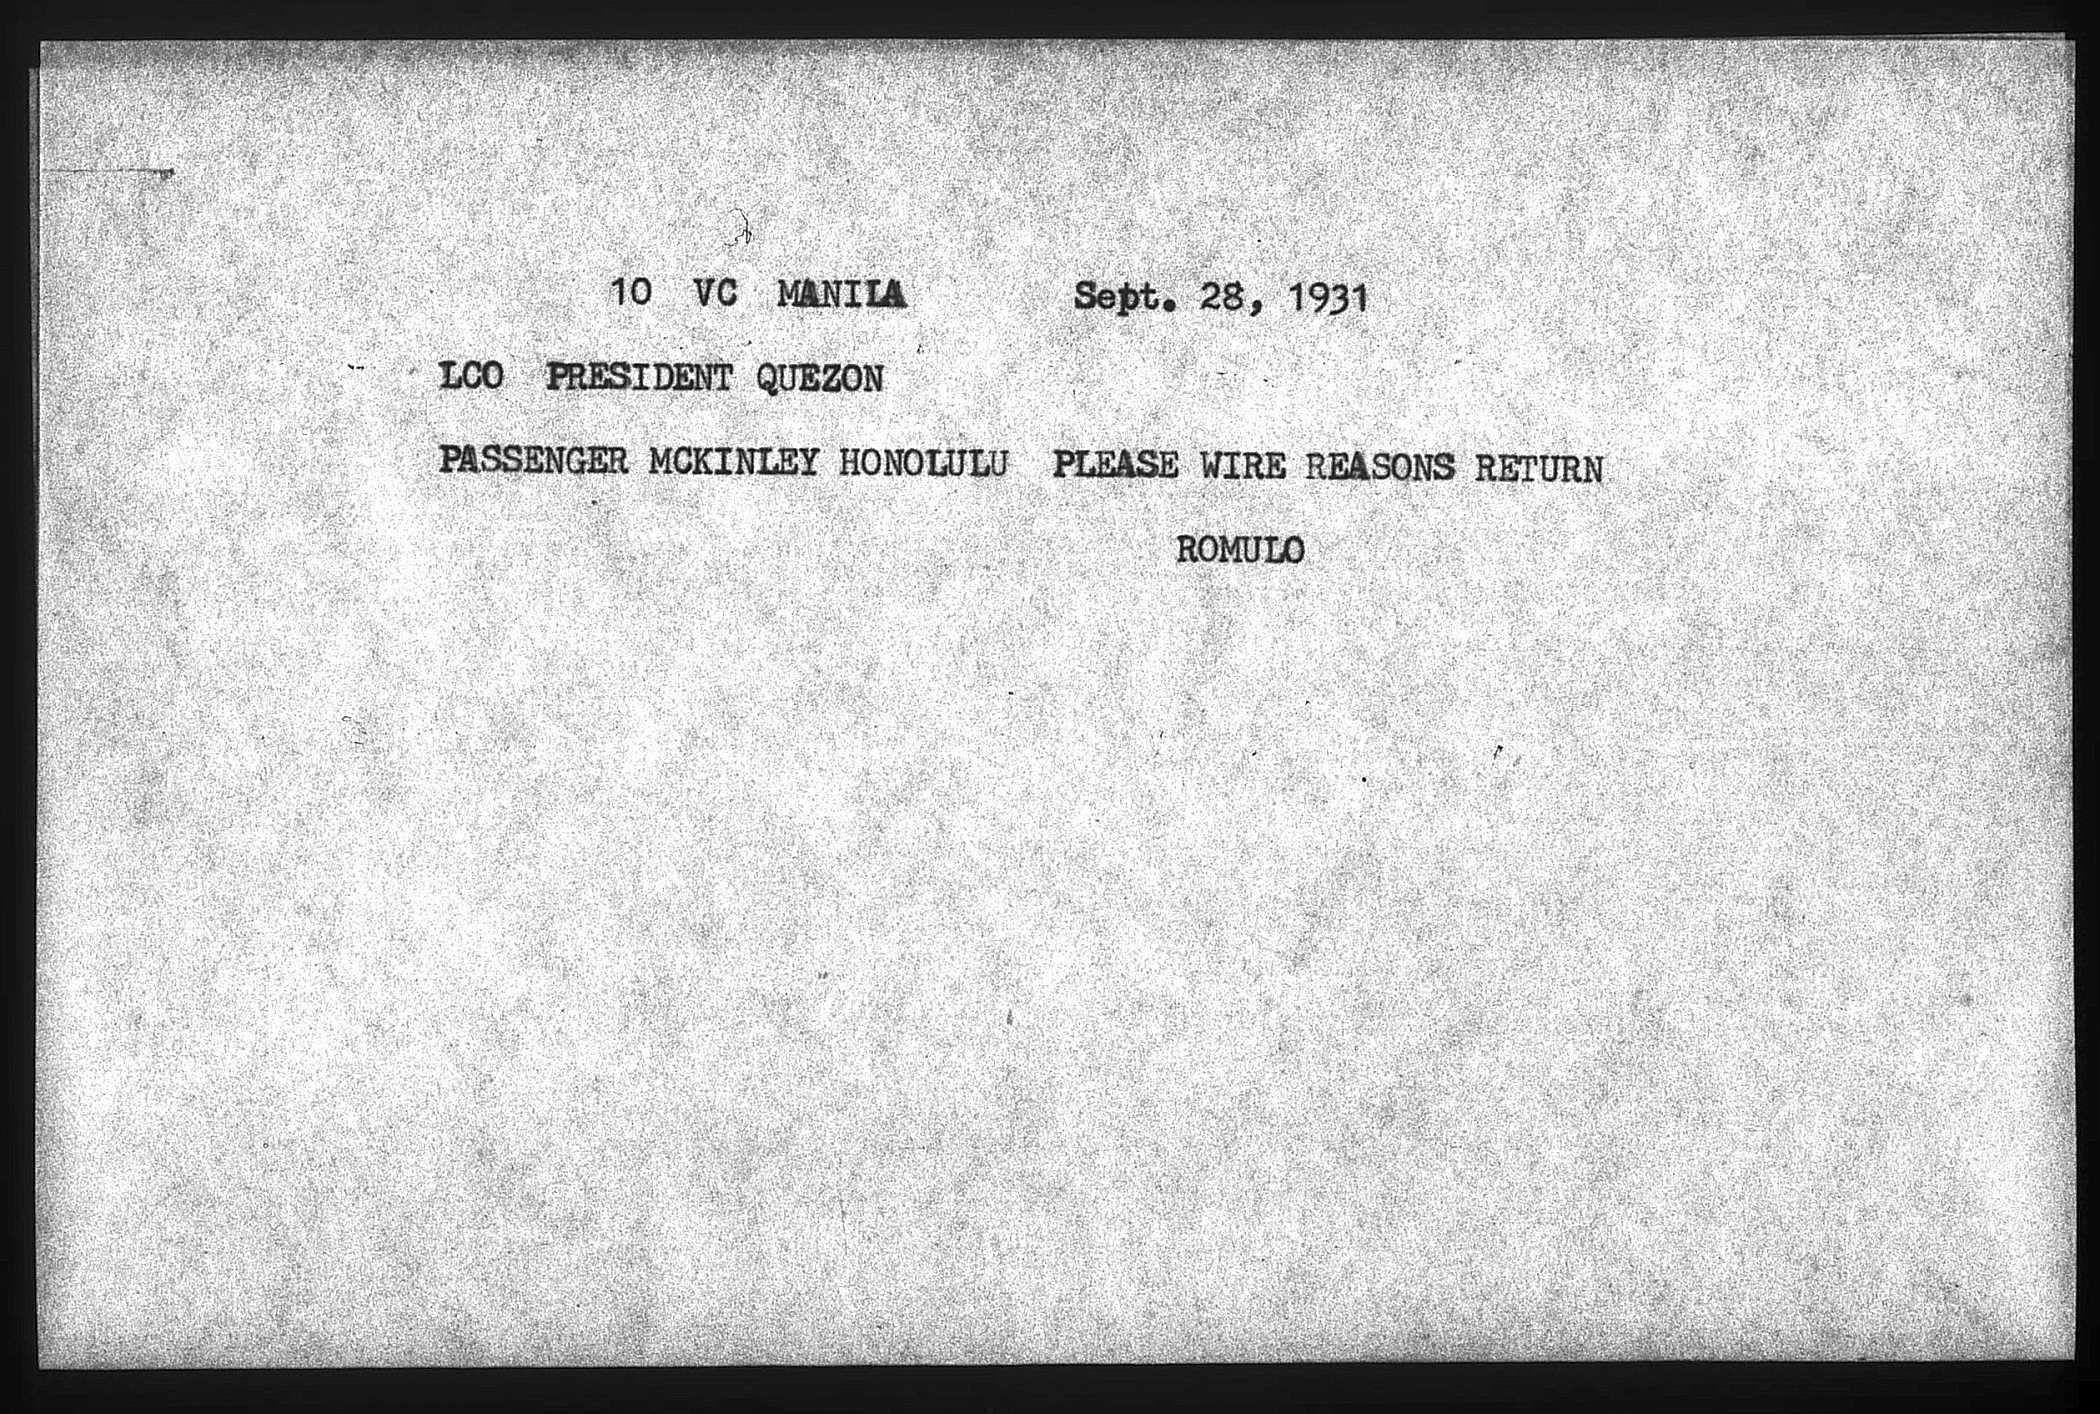 10 VC MANILA Sept. 28, 1931
LCO PRESIDENT QUEZON
PASSENGER MCKINLEY HONOLULU PLEASE WIRE REASONS RETURN
ROMULO